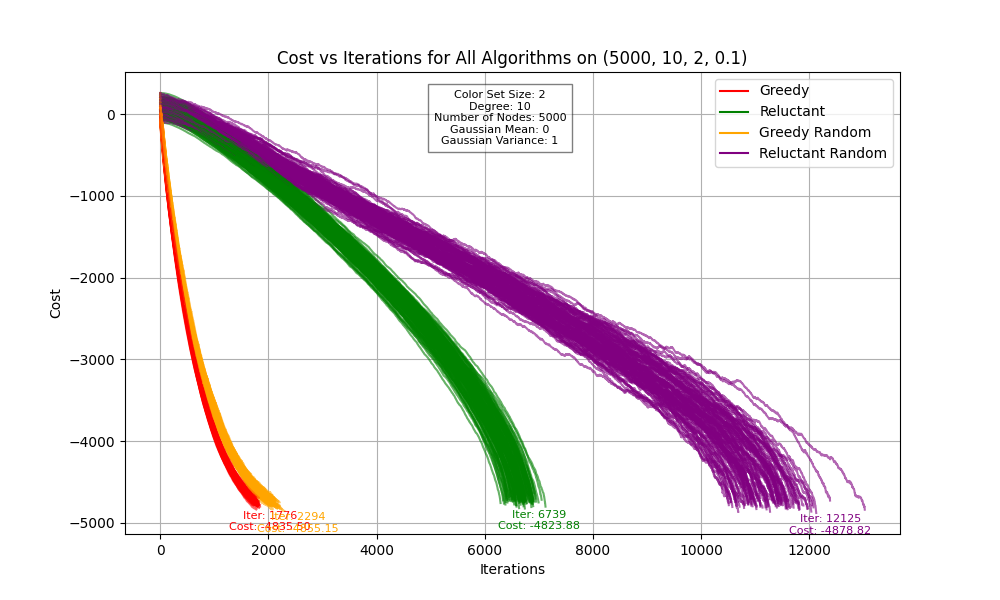 Cost vs Iterations for All Algorithms on (5000, 10, 2, 0.1)
Color Set Size: 2
Degree: 10
Number of Nodes: 5000
Gaussian Mean: 0
Gaussian Variance: 1
Greedy
Reluctant
Greedy Random
Reluctant Random
Cost
0
−1000
−2000
−3000
−4000
−5000
Iter: 1776
Cost: -4835.50
2294
55.15
Iter: 6739
Cost: -4823.88
Iter: 12125
Cost: -4878.82
0
2000
4000
6000
8000
10000
12000
Iterations